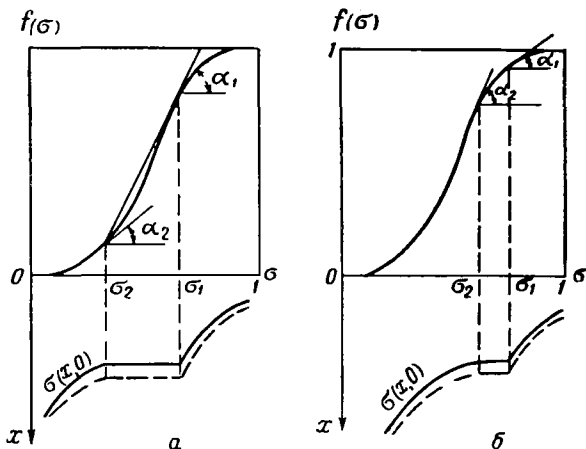 f(σ)
α₁
α₂
0
σ₂
σ₁
1
σ
σ(x,0)
x
а
f(σ)
1
α₁
α₂
0
σ₂
σ₁
1
σ
σ(x,0)
x
б